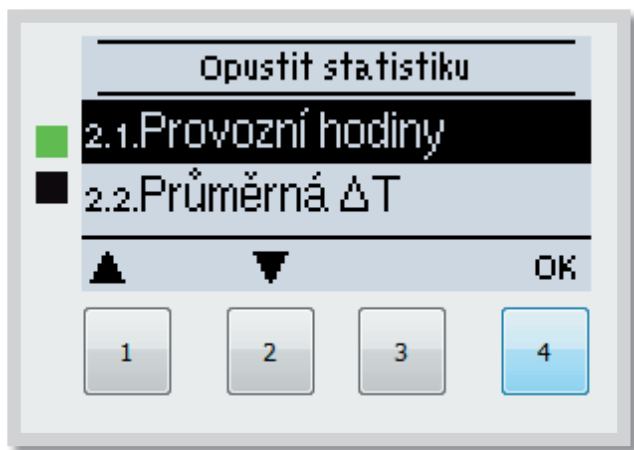 Opustit statistiku
2.1.Provozní hodiny
2.2.Průměrná ΔT
▲ ▼ OK
1 2 3 4